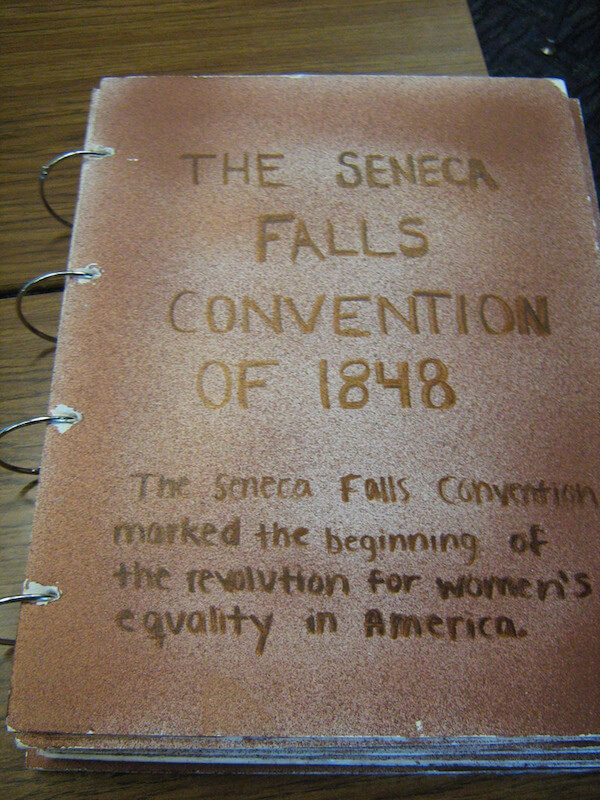 THE SENECA
FALLS
CONVENTION
OF 1848
The Seneca Falls Convention
marked the beginning of
the revolution for women's
equality in America.